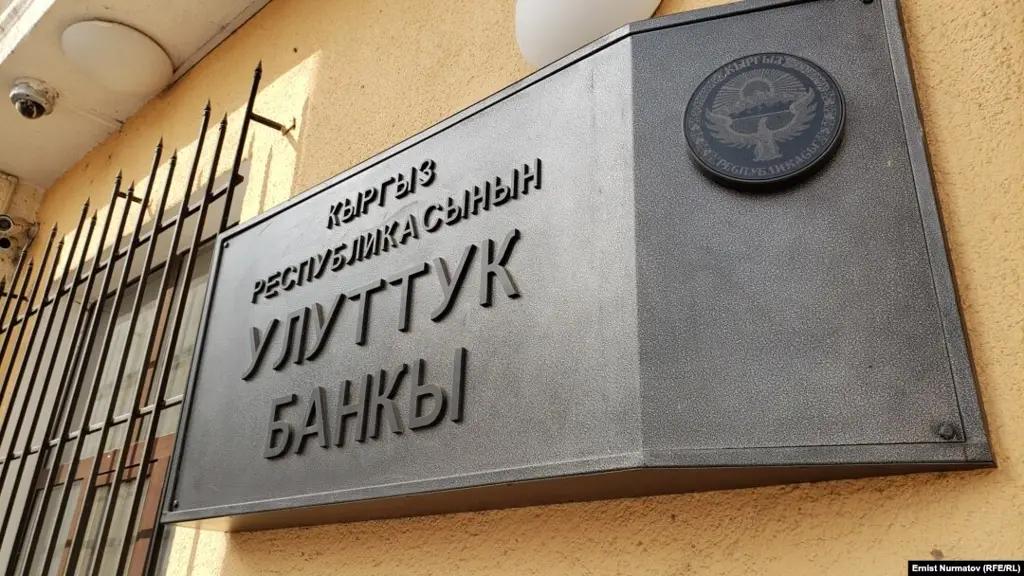 КЫРГЫЗ
РЕСПУБЛИКАСЫНЫН
УЛУТТУК
БАНКЫ
КЫРГЫЗ
РЕСПУБЛИКАСЫ
Ernist Nurmatov (RFE/RL)